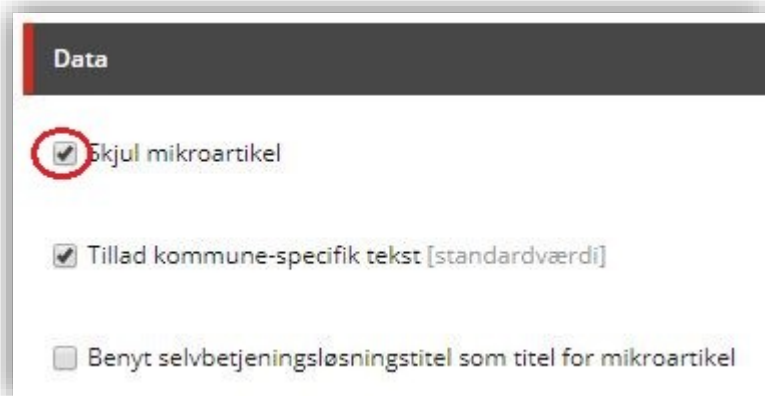 Data
Skjul mikroartikel
Tillad kommune-specifik tekst [standardværdi]
Benyt selvbetjeningsløsningstitel som titel for mikroartikel